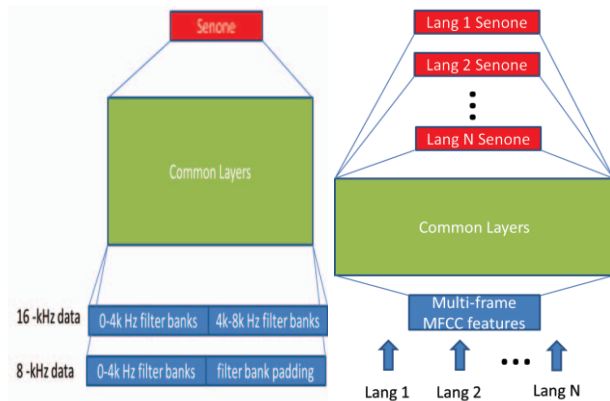 Senone
Common Layers
16 -kHz data
0-4k Hz filter banks
4k-8k Hz filter banks
8 -kHz data
0-4k Hz filter banks
filter bank padding
Lang 1 Senone
Lang 2 Senone
Lang N Senone
Common Layers
Multi-frame
MFCC features
Lang 1
Lang 2
Lang N